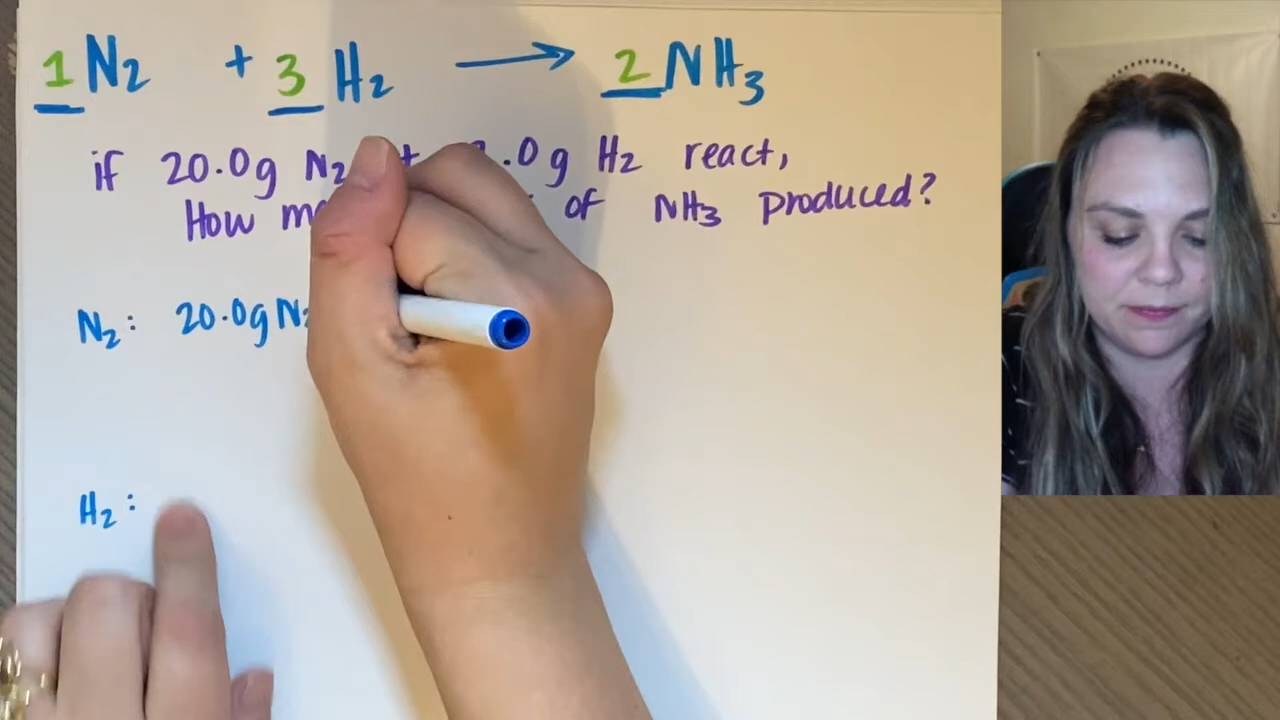 1 N2 + 3 H2 → 2 NH3
if 20.0g N2 + .0g H2 react,
How of NH3 produced?
N2: 20.0g N2
H2: